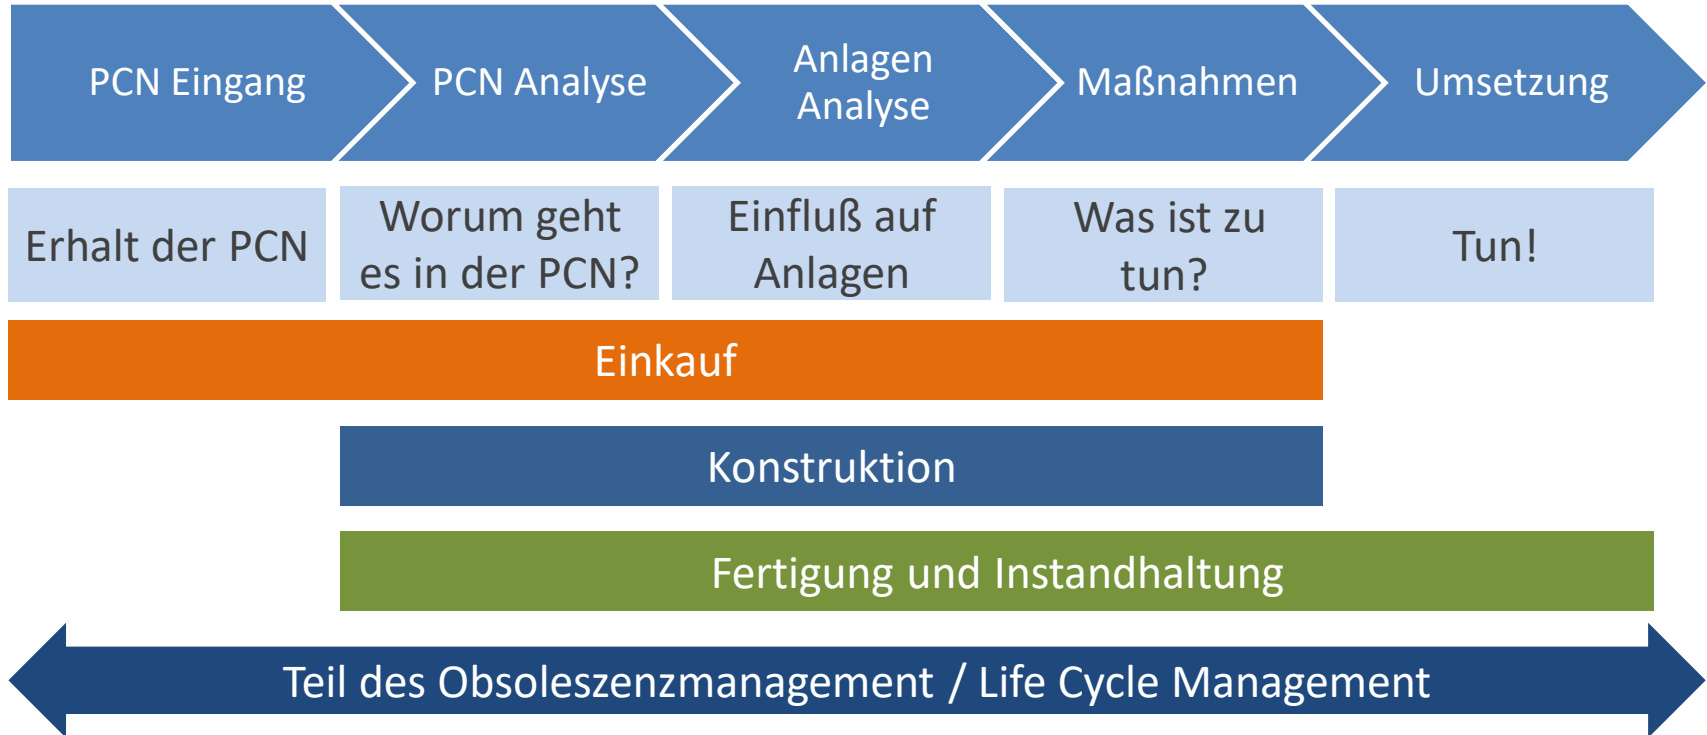 PCN Eingang
PCN Analyse
Anlagen
Analyse
Maßnahmen
Umsetzung
Erhalt der PCN
Worum geht
es in der PCN?
Einfluß auf
Anlagen
Was ist zu
tun?
Tun!
Einkauf
Konstruktion
Fertigung und Instandhaltung
Teil des Obsoleszenzmanagement / Life Cycle Management